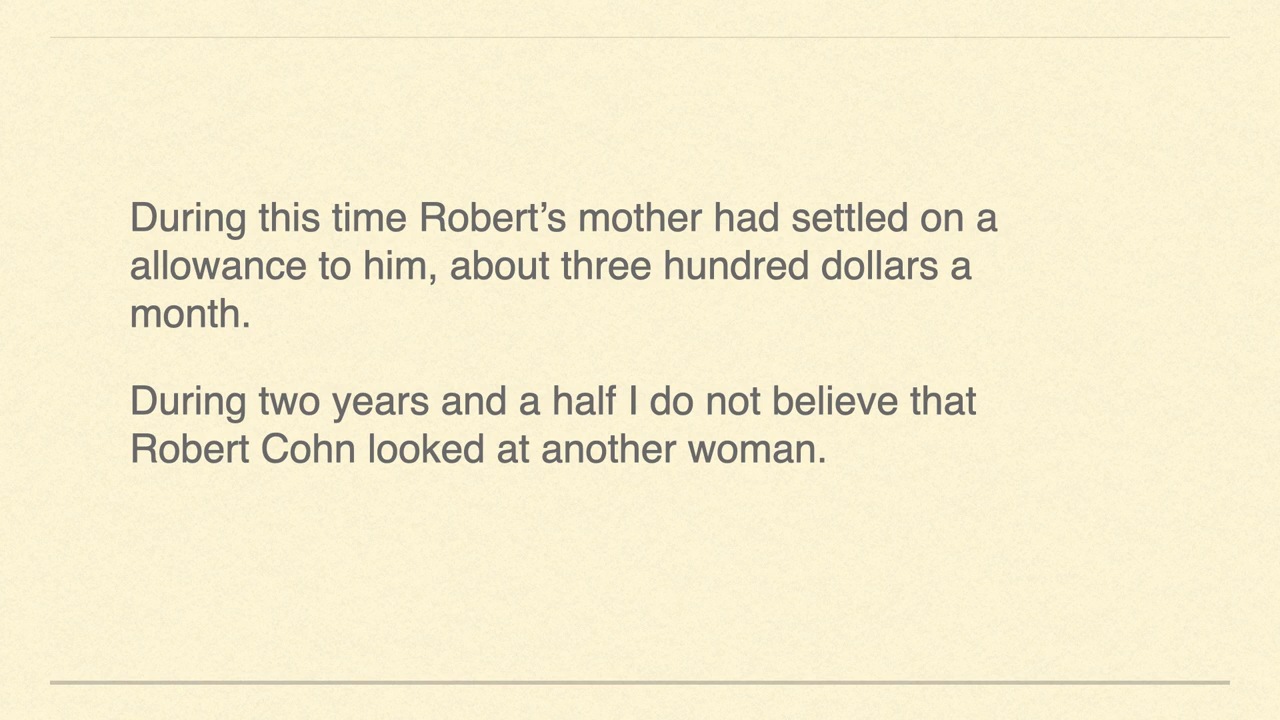 During this time Robert’s mother had settled on a
allowance to him, about three hundred dollars a
month.
During two years and a half I do not believe that
Robert Cohn looked at another woman.